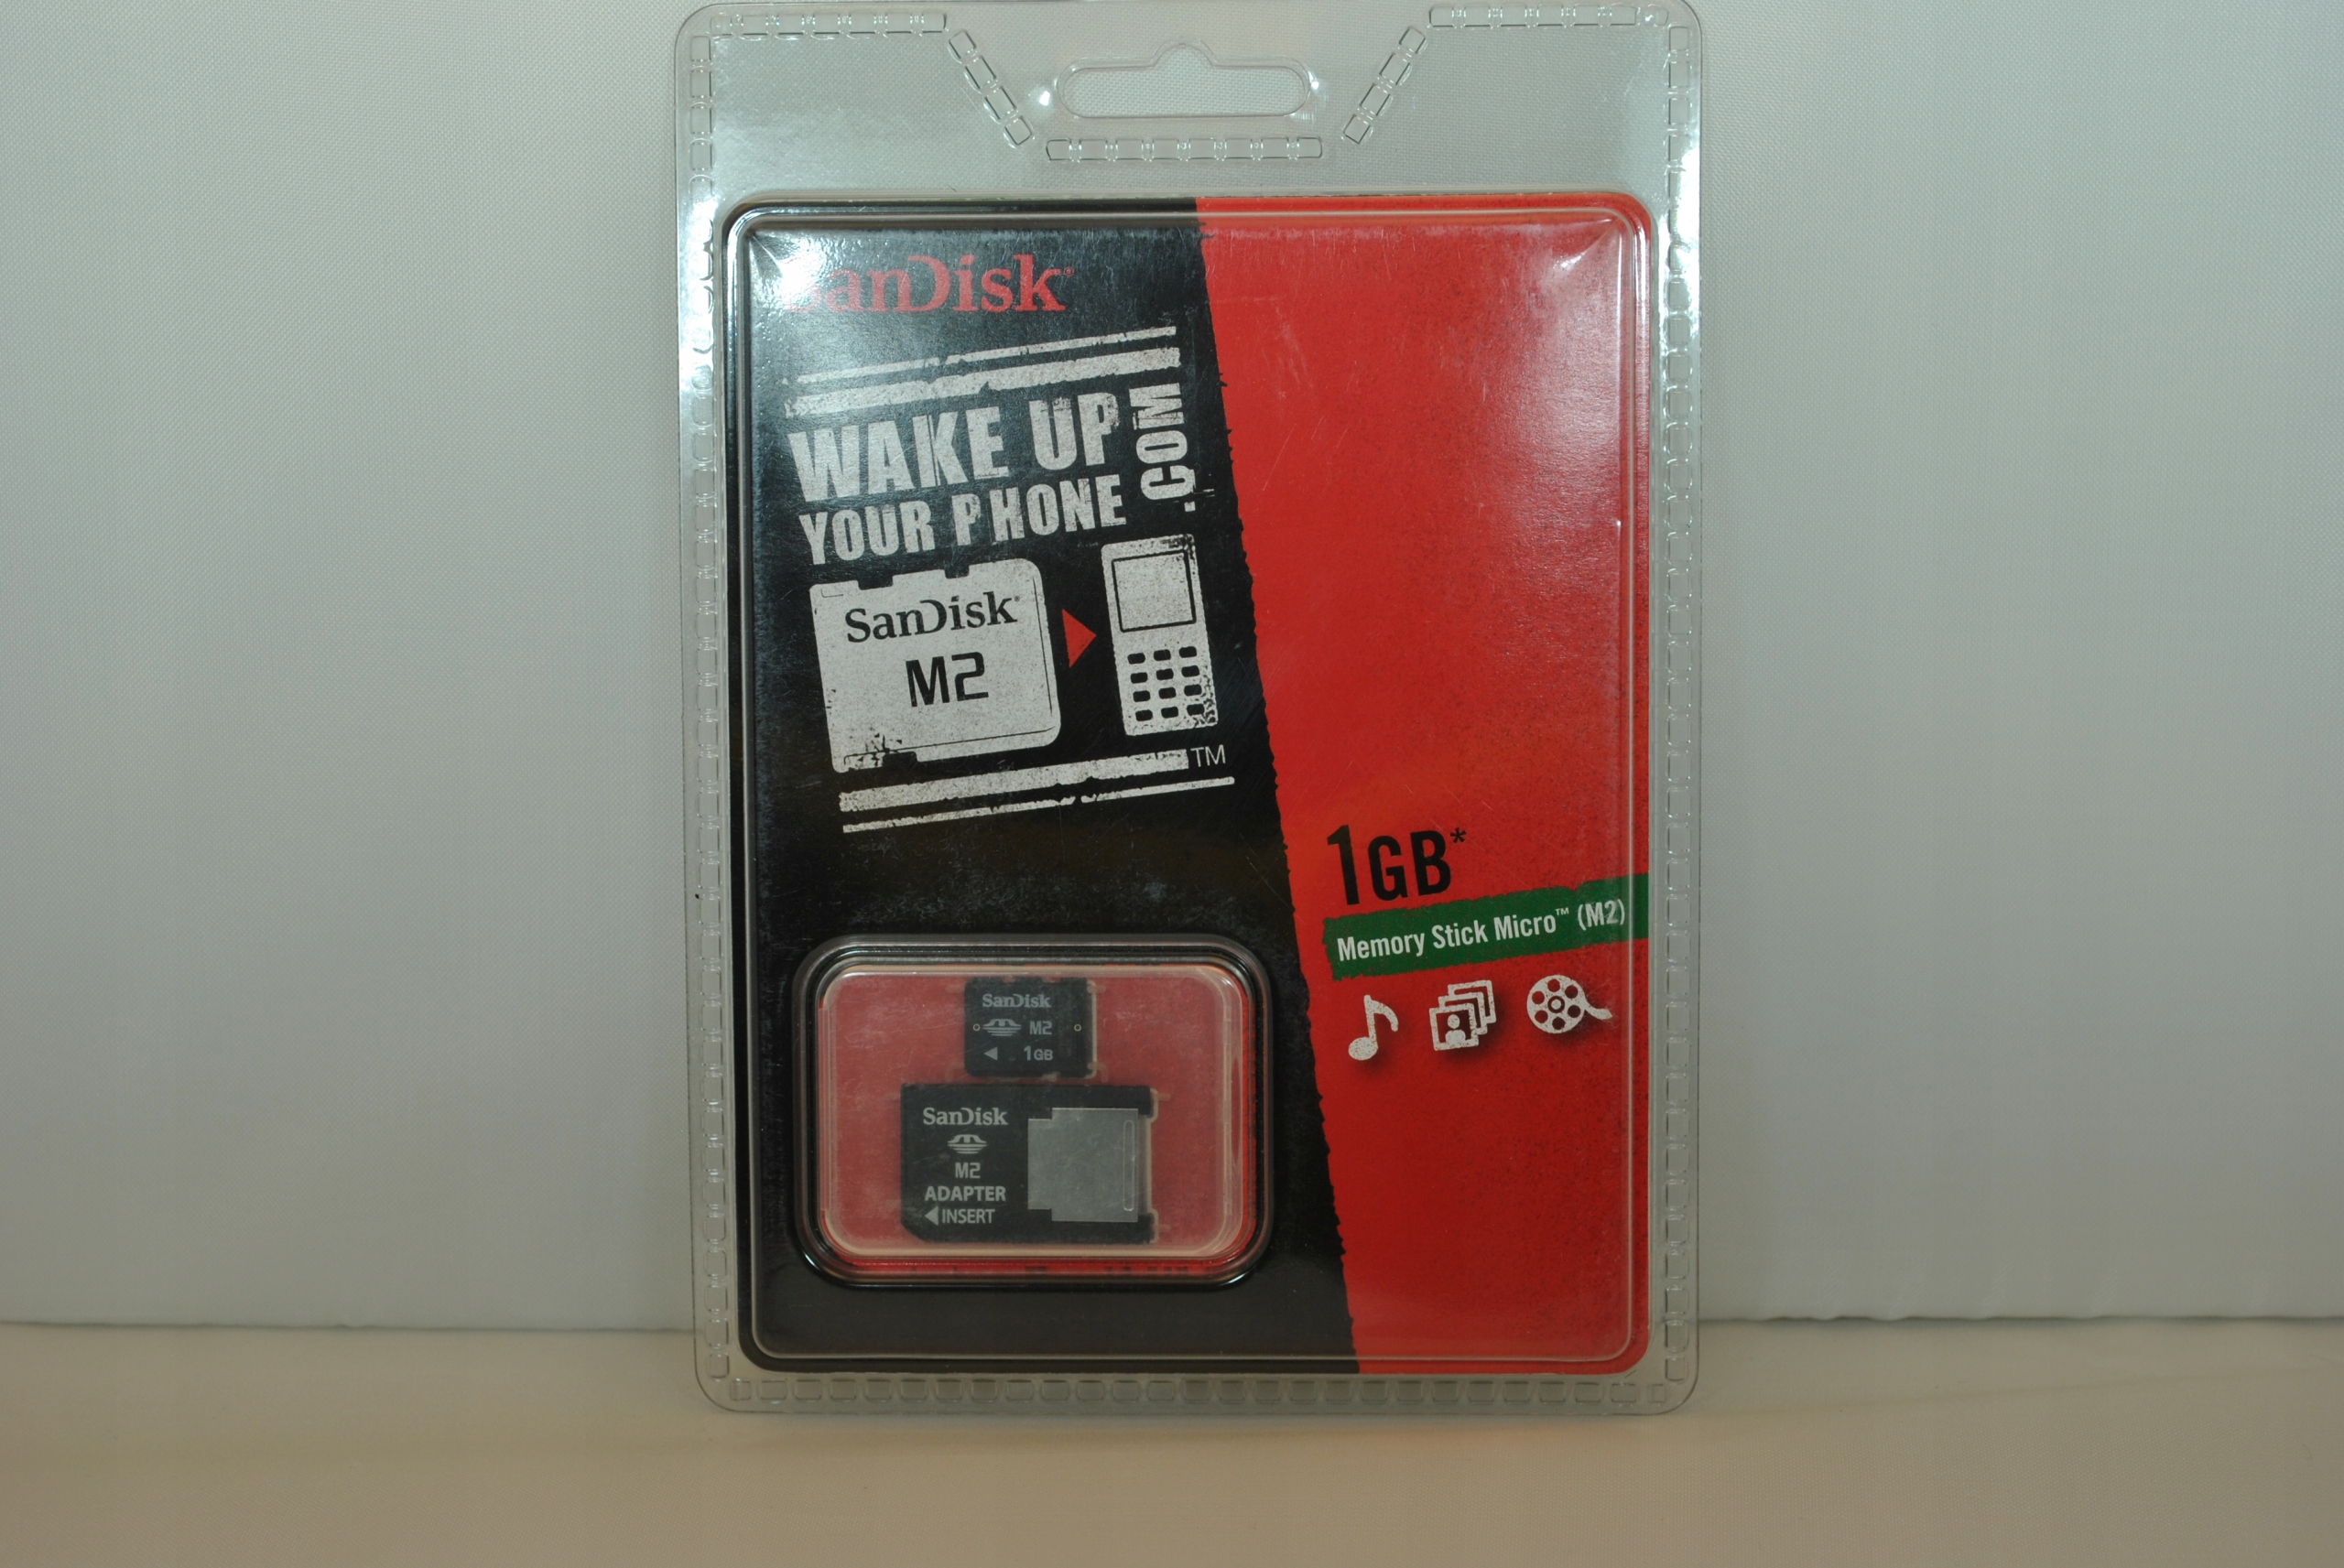 SanDisk®
WAKE UP
YOUR PHONE
.COM
SanDisk®
M2
TM
1GB*
Memory Stick Micro™ (M2)
SanDisk
M2
1GB
SanDisk
M2
ADAPTER
INSERT